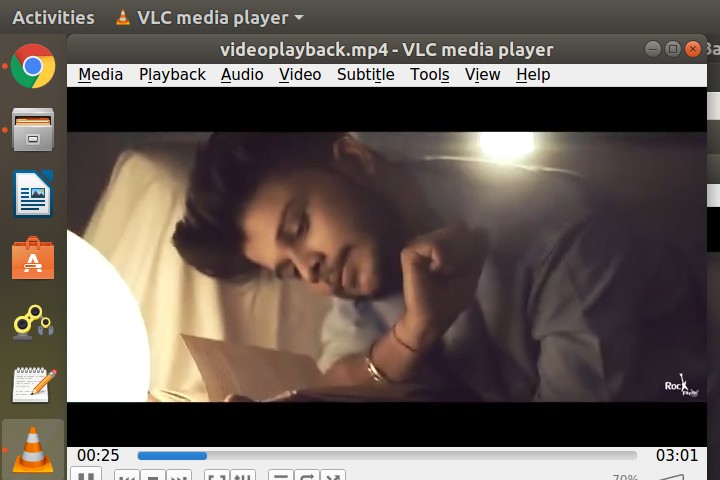 Activities VLC media player
videoplayback.mp4 - VLC media player
Media Playback Audio Video Subtitle Tools View Help
Rock
00:25 03:01
70%